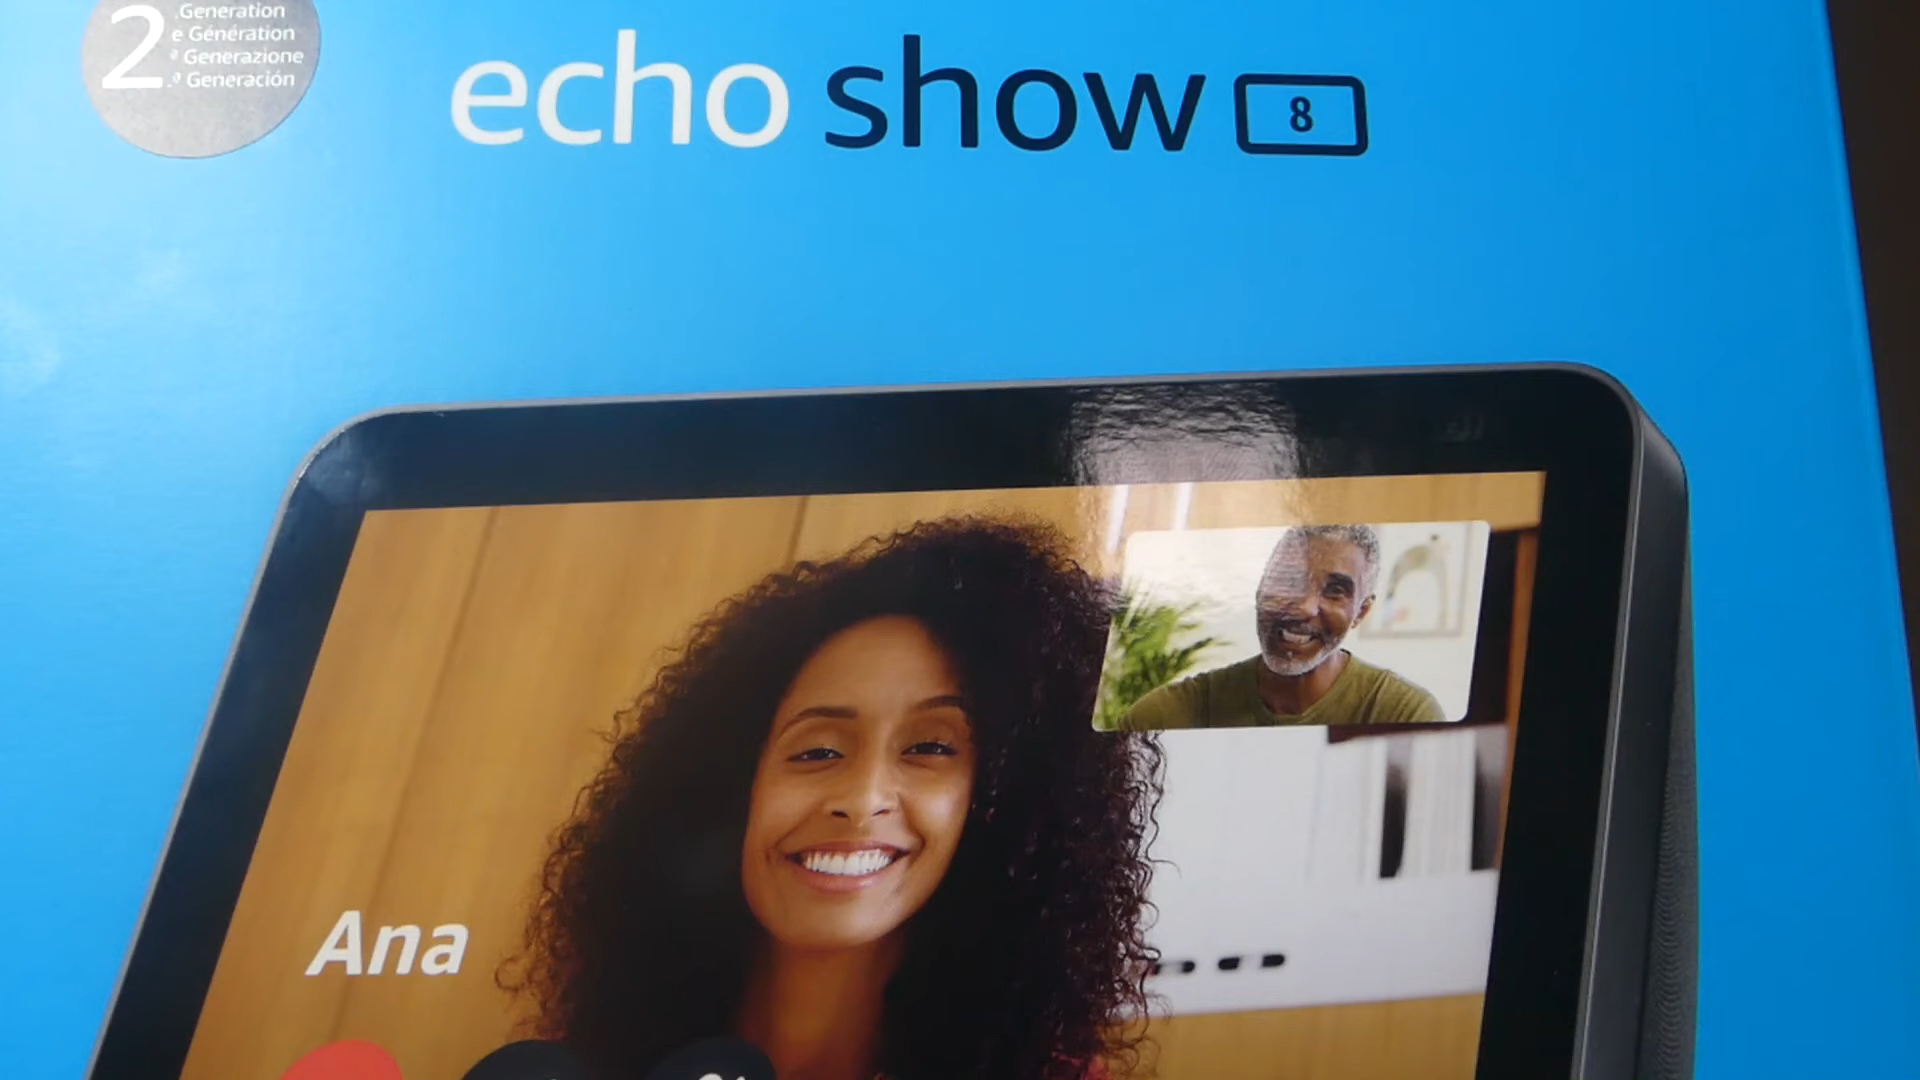 2
.Generation
e Génération
ª Generazione
.ª Generación
echo show 8
Ana